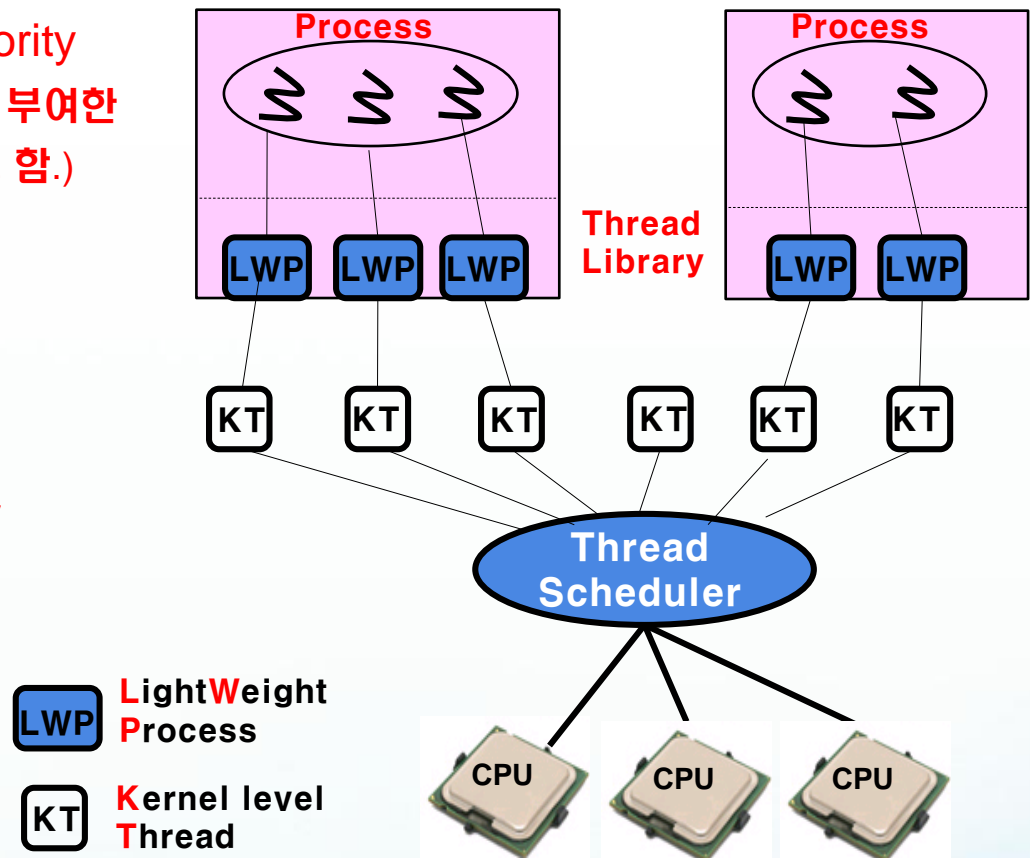 ority
부여한
함.)
Process
Process
Thread
Library
LWP
LWP
LWP
LWP
LWP
KT
KT
KT
KT
KT
KT
Thread
Scheduler
LWP
LightWeight
Process
KT
Kernel level
Thread
CPU
CPU
CPU